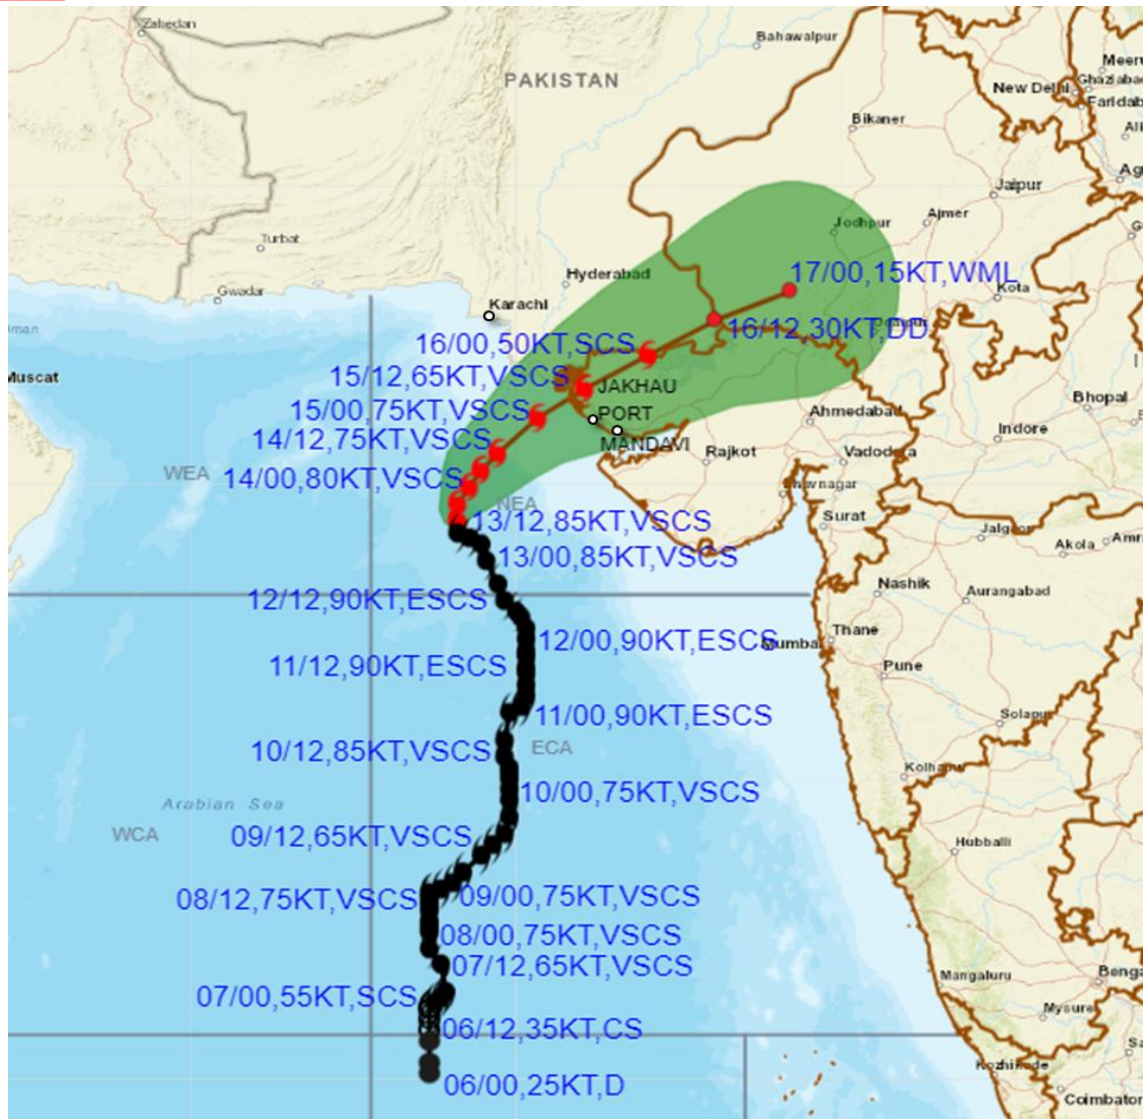 Zahedan
PAKISTAN
Bahawalpur
New Delhi
Bikaner
Jaipur
Turbat
Jodhpur
Ajmer
Gwadar
Hyderabad
17/00,15KT,WML
Kota
Karachi
16/12,30KT,DD
16/00,50KT,SCS
Muscat
15/12,65KT,VSCS
JAKHAU
PORT
15/00,75KT,VSCS
Bhopal
Ahmedabad
14/12,75KT,VSCS
MANDAVI
Indore
Rajkot
Vadodara
WEA
14/00,80KT,VSCS
Bhavnagar
NEA
13/12,85KT,VSCS
Surat
Jalgaon
Akola
13/00,85KT,VSCS
Nashik
Aurangabad
12/12,90KT,ESCS
12/00,90KT,ESCS
Mumbai
Thane
11/12,90KT,ESCS
Pune
11/00,90KT,ESCS
Solapur
10/12,85KT,VSCS
ECA
10/00,75KT,VSCS
Arabian Sea
WCA
09/12,65KT,VSCS
Hubballi
08/12,75KT,VSCS
09/00,75KT,VSCS
08/00,75KT,VSCS
07/12,65KT,VSCS
Mangaluru
07/00,55KT,SCS
Mysuru
06/12,35KT,CS
Kozhikode
06/00,25KT,D